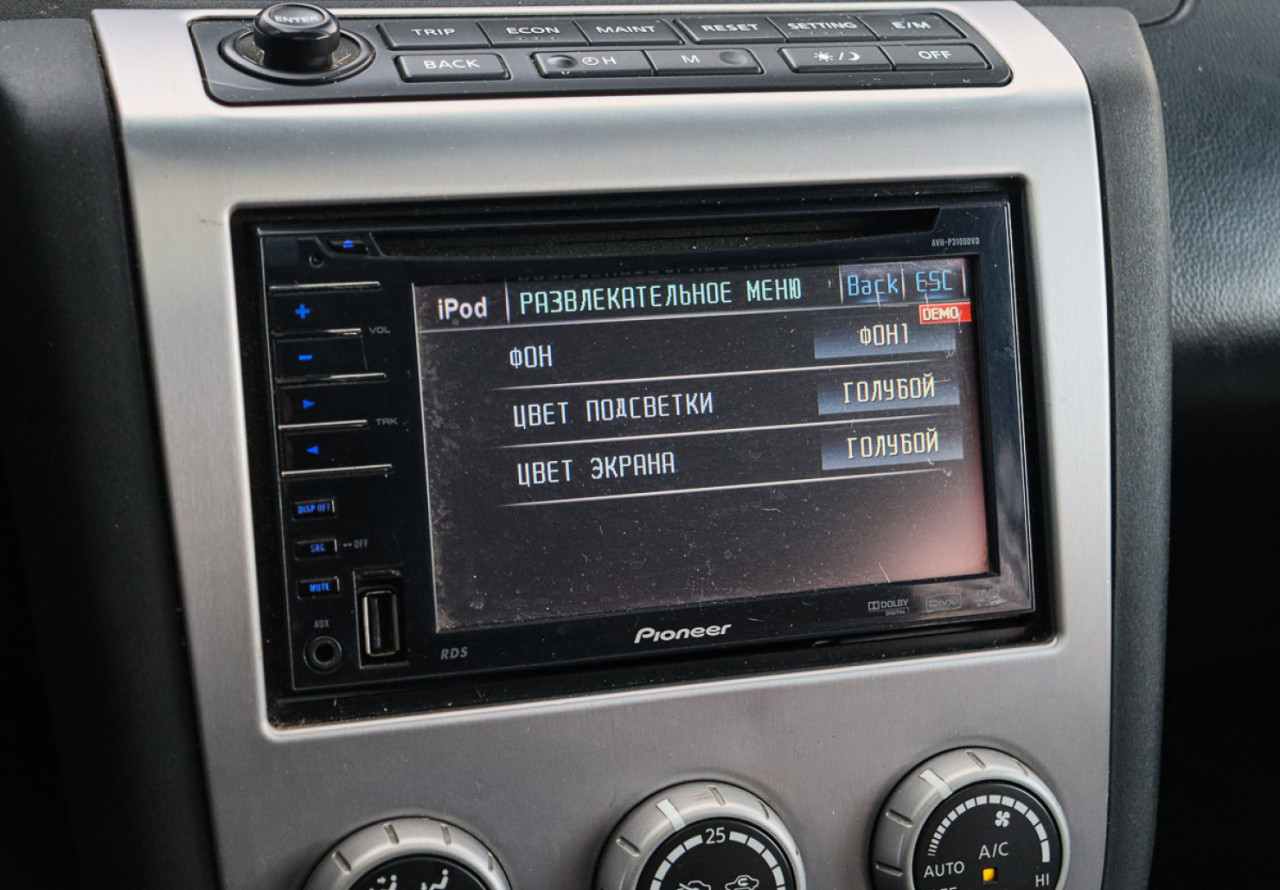 ENTER TRIP ECON MAINT RESET SETTING E/M
BACK H M OFF
AVH-P3100DVD
iPod РАЗВЛЕКАТЕЛЬНОЕ МЕНЮ Back ESC
DEMO
ФОН ФОН1
ЦВЕТ ПОДСВЕТКИ ГОЛУБОЙ
ЦВЕТ ЭКРАНА ГОЛУБОЙ
VOL
TRK
DISP OFF
SRC OFF
MUTE
AUX
RDS
Pioneer
DOLBY
DIGITAL
DIVX
25
A/C
AUTO HI